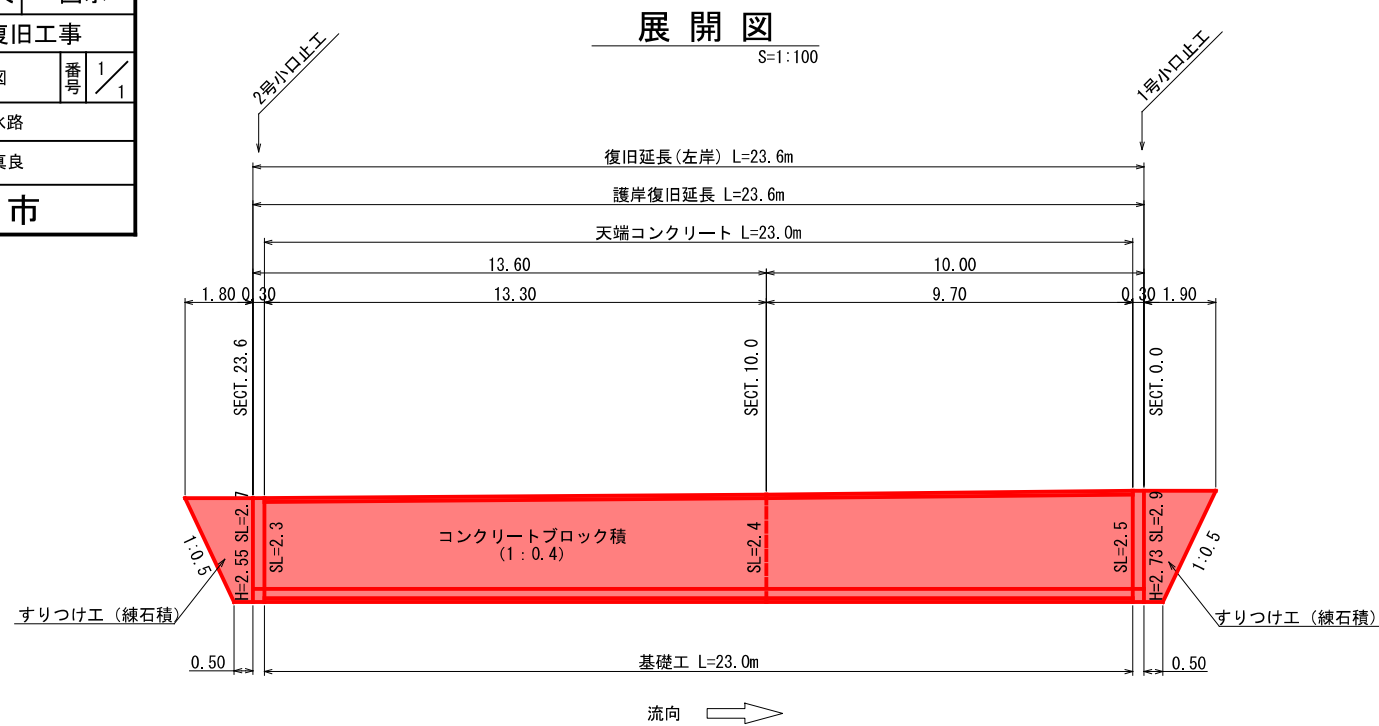 復旧工事
図
番号
1/1
水路
真良
市
展開図
S=1:100
2号小口止工
1号小口止工
復旧延長(左岸) L=23.6m
護岸復旧延長 L=23.6m
天端コンクリート L=23.0m
13.60
10.00
1.80
0.30
13.30
9.70
0.30
1.90
SECT.23.6
SECT.10.0
SECT.0.0
1:0.5
H=2.55 SL=2.7
SL=2.3
コンクリートブロック積
(1:0.4)
SL=2.4
SL=2.5
H=2.73 SL=2.9
1:0.5
すりつけ工（練石積）
すりつけ工（練石積）
0.50
基礎工 L=23.0m
0.50
流向